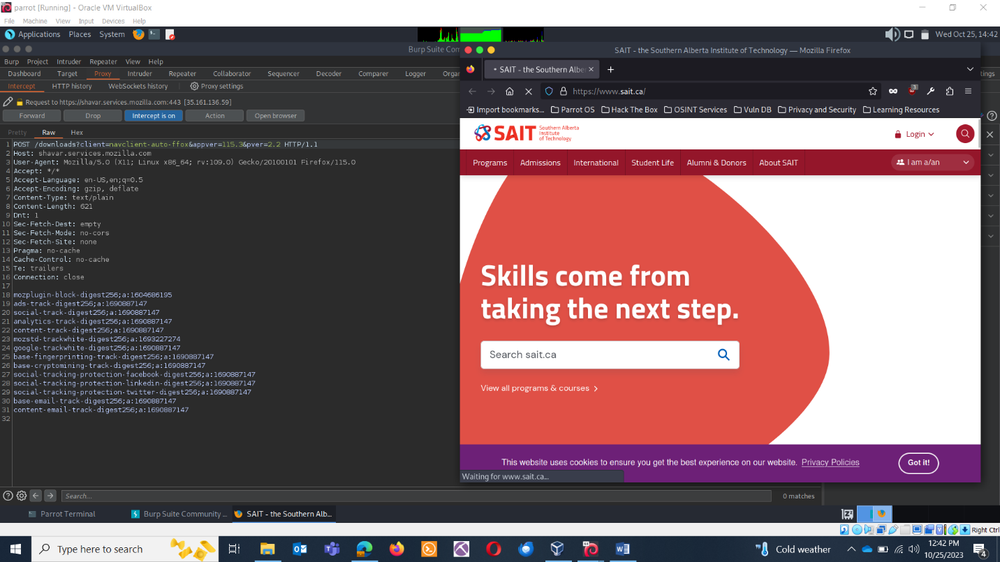 parrot [Running] - Oracle VM VirtualBox
File Machine View Input Devices Help
Applications Places System
Wed Oct 25, 14:42
Burp Suite Com
Burp Project Intruder Repeater View Help
Dashboard Target Proxy Intruder Repeater Collaborator Sequencer Decoder Comparer Logger Organ
tings
Intercept HTTP history WebSockets history Proxy settings
Request to https://shavar.services.mozilla.com:443 [35.161.136.59]
Forward Drop Intercept is on Action Open browser
Pretty Raw Hex
1 POST /downloads?client=navclient-auto-ffox&appver=115.3&pver=2.2 HTTP/1.1
2 Host: shavar.services.mozilla.com
3 User-Agent: Mozilla/5.0 (X11; Linux x86_64; rv:109.0) Gecko/20100101 Firefox/115.0
4 Accept: */*
5 Accept-Language: en-US,en;q=0.5
6 Accept-Encoding: gzip, deflate
7 Content-Type: text/plain
8 Content-Length: 621
9 Dnt: 1
10 Sec-Fetch-Dest: empty
11 Sec-Fetch-Mode: no-cors
12 Sec-Fetch-Site: none
13 Pragma: no-cache
14 Cache-Control: no-cache
15 Te: trailers
16 Connection: close
17
18 mozplugin-block-digest256;a:1604686195
19 ads-track-digest256;a:1690887147
20 social-track-digest256;a:1690887147
21 analytics-track-digest256;a:1690887147
22 content-track-digest256;a:1690887147
23 mozstd-trackwhite-digest256;a:1693227274
24 google-trackwhite-digest256;a:1690887147
25 base-fingerprinting-track-digest256;a:1690887147
26 base-cryptomining-track-digest256;a:1690887147
27 social-tracking-protection-facebook-digest256;a:1690887147
28 social-tracking-protection-linkedin-digest256;a:1690887147
29 social-tracking-protection-twitter-digest256;a:1690887147
30 base-email-track-digest256;a:1690887147
31 content-email-track-digest256;a:1690887147
32
Search...
0 matches
SAIT - the Southern Alberta Institute of Technology — Mozilla Firefox
SAIT - the Southern Alber
https://www.sait.ca/
3
Import bookmarks... Parrot OS Hack The Box OSINT Services Vuln DB Privacy and Security Learning Resources
SAIT
Southern Alberta
Institute
of Technology
Login
Programs Admissions International Student Life Alumni & Donors About SAIT
I am a/an
Skills come from
taking the next step.
Search sait.ca
View all programs & courses
This website uses cookies to ensure you get the best experience on our website. Privacy Policies
Got it!
Waiting for www.sait.ca...
Parrot Terminal Burp Suite Community ... SAIT - the Southern Alb...
Right Ctrl
Type here to search
Cold weather
12:42 PM
10/25/2023
4